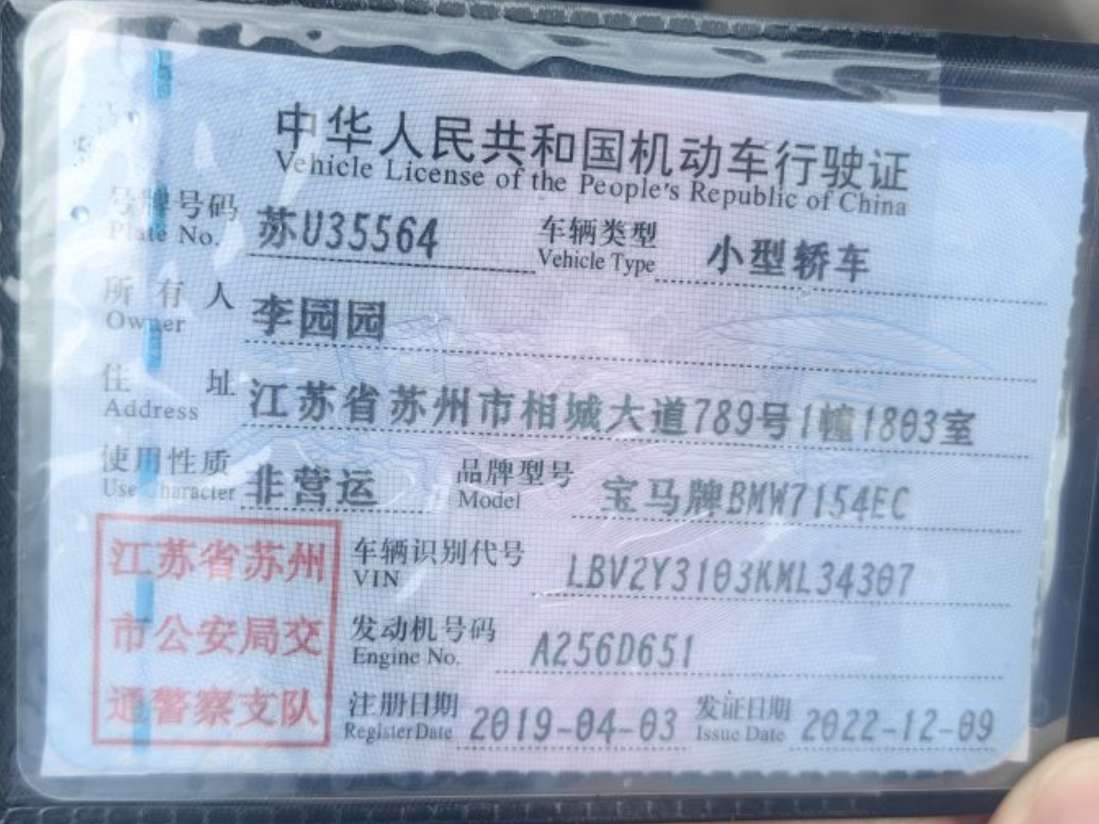 中华人民共和国机动车行驶证
Vehicle License of the People's Republic of China
号牌号码 苏U35564 车辆类型 小型轿车
Plate No. Vehicle Type
所有人 李园园
Owner
住址 江苏省苏州市相城大道789号1幢1803室
Address
使用性质 非营运 品牌型号 宝马牌BMW7154EC
Use Character Model
江苏省苏州
市公安局交
通警察支队
车辆识别代号 LBV2Y3103KML34307
VIN
发动机号码 A256D651
Engine No.
注册日期 2019-04-03 发证日期 2022-12-09
Register Date Issue Date